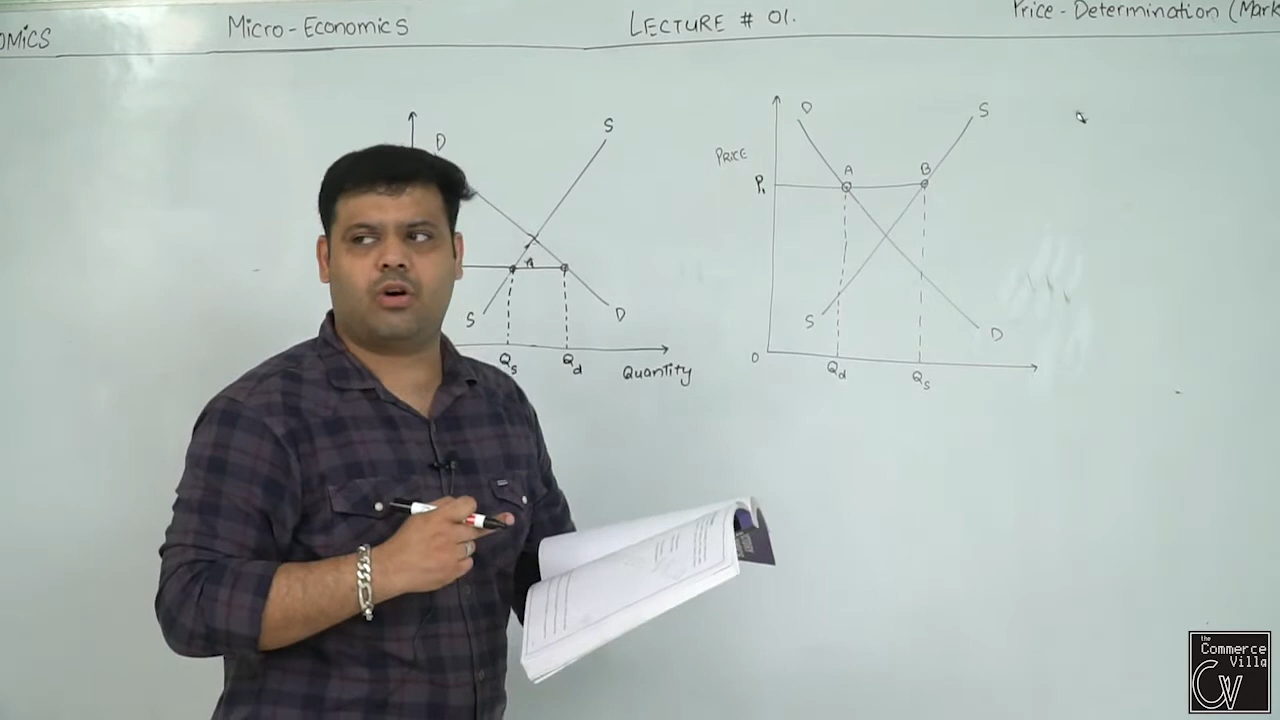 OMICS
Micro-Economics
LECTURE # 01.
Price-Determination (Mark
D
S
A
S
D
Qs
Qd
Quantity
D
S
PRICE
P₁
A
B
S
D
O
Qd
Qs
the
Commerce
Villa
CV